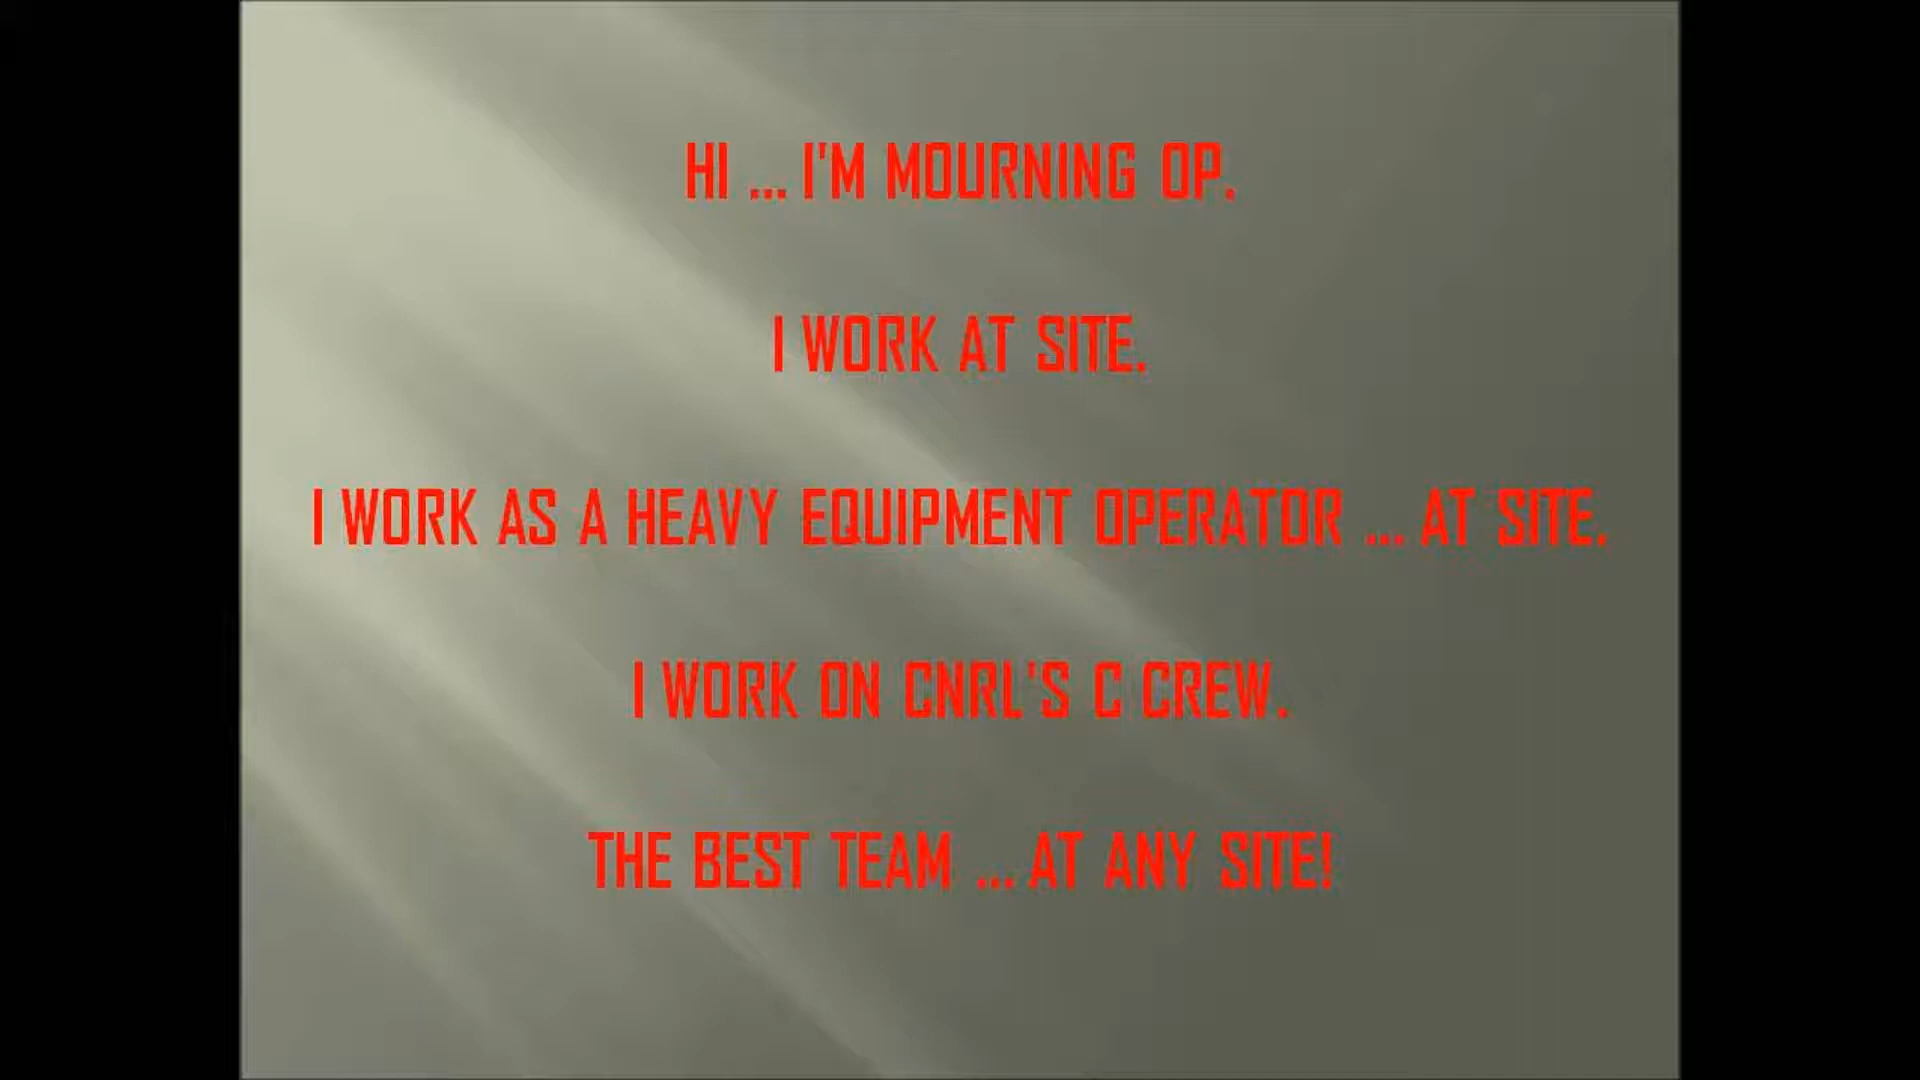 HI ... I'M MOURNING OP.
I WORK AT SITE.
I WORK AS A HEAVY EQUIPMENT OPERATOR ... AT SITE.
I WORK ON CNRL'S C CREW.
THE BEST TEAM ... AT ANY SITE!